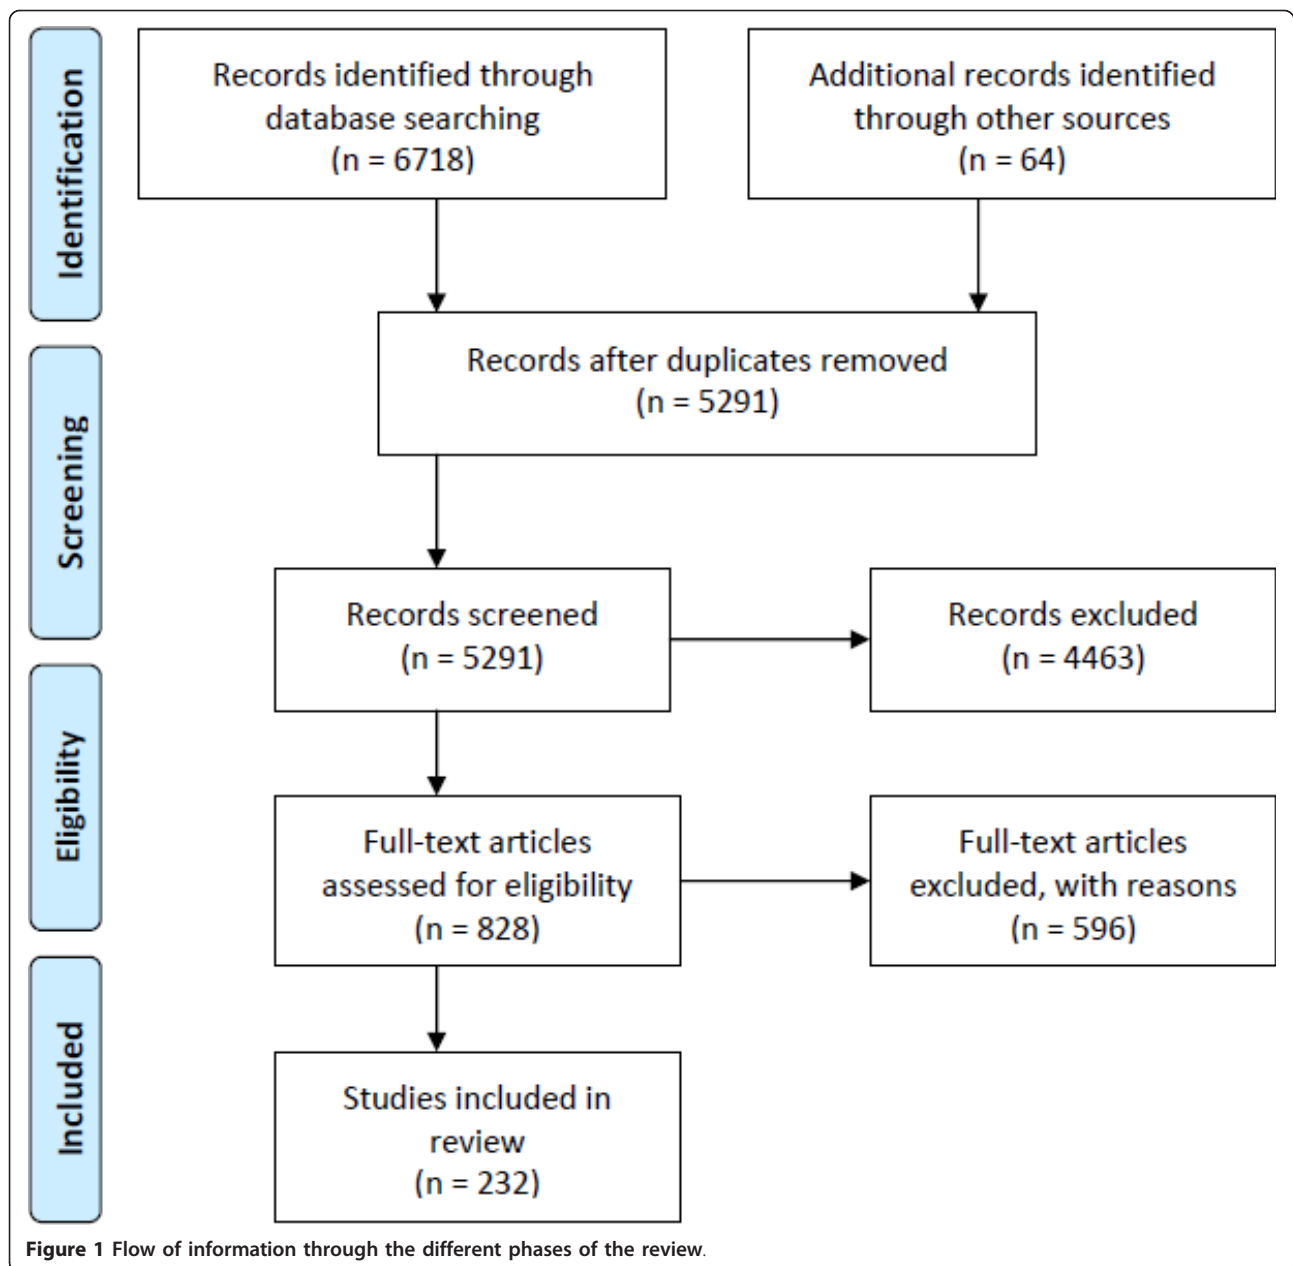 Identification
Records identified through
database searching
(n = 6718)
Additional records identified
through other sources
(n = 64)
Records after duplicates removed
(n = 5291)
Screening
Records screened
(n = 5291)
Records excluded
(n = 4463)
Eligibility
Full-text articles
assessed for eligibility
(n = 828)
Full-text articles
excluded, with reasons
(n = 596)
Included
Studies included in
review
(n = 232)
Figure 1 Flow of information through the different phases of the review.